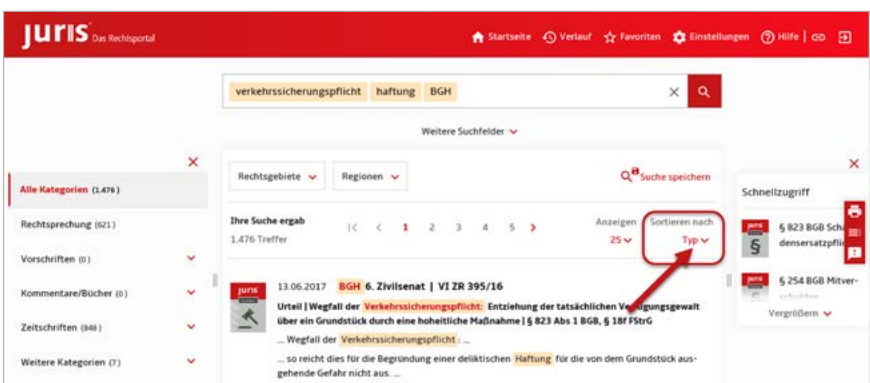 juris Das Rechtsportal
Startseite Verlauf Favoriten Einstellungen Hilfe
verkehrssicherungspflicht haftung BGH
Weitere Suchfelder
Alle Kategorien (1.476)
Rechtsprechung (621)
Vorschriften (0)
Kommentare/Bücher (0)
Zeitschriften (848)
Weitere Kategorien (7)
Rechtsgebiete Regionen Suche speichern
Ihre Suche ergab 1 2 3 4 5 Anzeigen Sortieren nach
1.476 Treffer 25 Typ
juris 13.06.2017 BGH 6. Zivilsenat | VI ZR 395/16
Urteil | Wegfall der Verkehrssicherungspflicht: Entziehung der tatsächlichen
über ein Grundstück durch eine hoheitliche Maßnahme | § 823 Abs 1 BGB, § 18f FStrG
... Wegfall der Verkehrssicherungspflicht : ...
... so reicht dies für die Begründung einer deliktischen Haftung für die von dem Grundstück aus-
gehende Gefahr nicht aus. ...
Schnellzugriff
juris § § 823 BGB
juris § 254 BGB Mitver-
Vergrößern